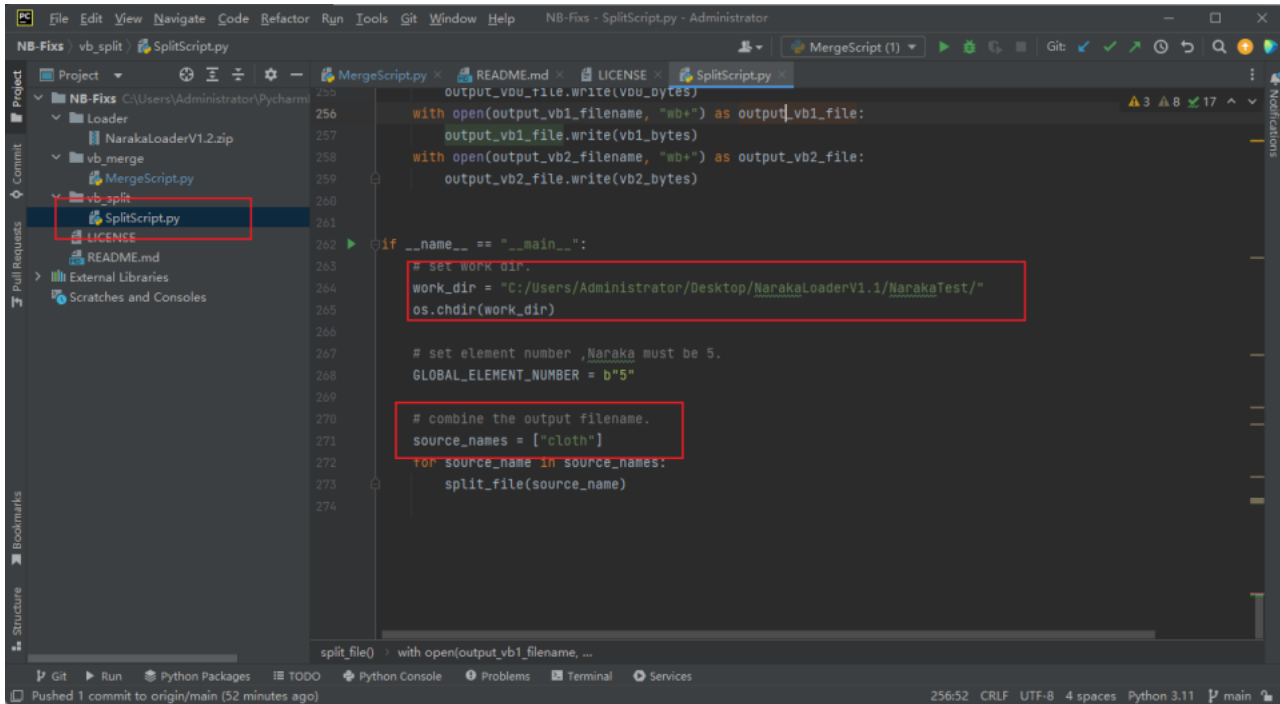 PC File Edit View Navigate Code Refactor Run Tools Git Window Help NB-Fixs - SplitScript.py - Administrator
NB-Fixs vb_split SplitScript.py MergeScript (1) Git:
Project MergeScript.py README.md LICENSE SplitScript.py
NB-Fixs C:\Users\Administrator\Pycharm
Loader
NarakaLoaderV1.2.zip
vb_merge
MergeScript.py
vb_split
SplitScript.py
LICENSE
README.md
External Libraries
Scratches and Consoles
Project
Commit
Pull Requests
Bookmarks
Structure
255 output_vb0_file.write(vb0_bytes)
256 with open(output_vb1_filename, "wb+") as output_vb1_file:
257 output_vb1_file.write(vb1_bytes)
258 with open(output_vb2_filename, "wb+") as output_vb2_file:
259 output_vb2_file.write(vb2_bytes)
260
261
262 if __name__ == "__main__":
263 # set work dir.
264 work_dir = "C:/Users/Administrator/Desktop/NarakaLoaderV1.1/NarakaTest/"
265 os.chdir(work_dir)
266
267 # set element number ,Naraka must be 5.
268 GLOBAL_ELEMENT_NUMBER = b"5"
269
270 # combine the output filename.
271 source_names = ["cloth"]
272 for source_name in source_names:
273 split_file(source_name)
274
3 8 17
Notifications
split_file() with open(output_vb1_filename, ...
Git Run Python Packages TODO Python Console Problems Terminal Services
Pushed 1 commit to origin/main (52 minutes ago) 256:52 CRLF UTF-8 4 spaces Python 3.11 main